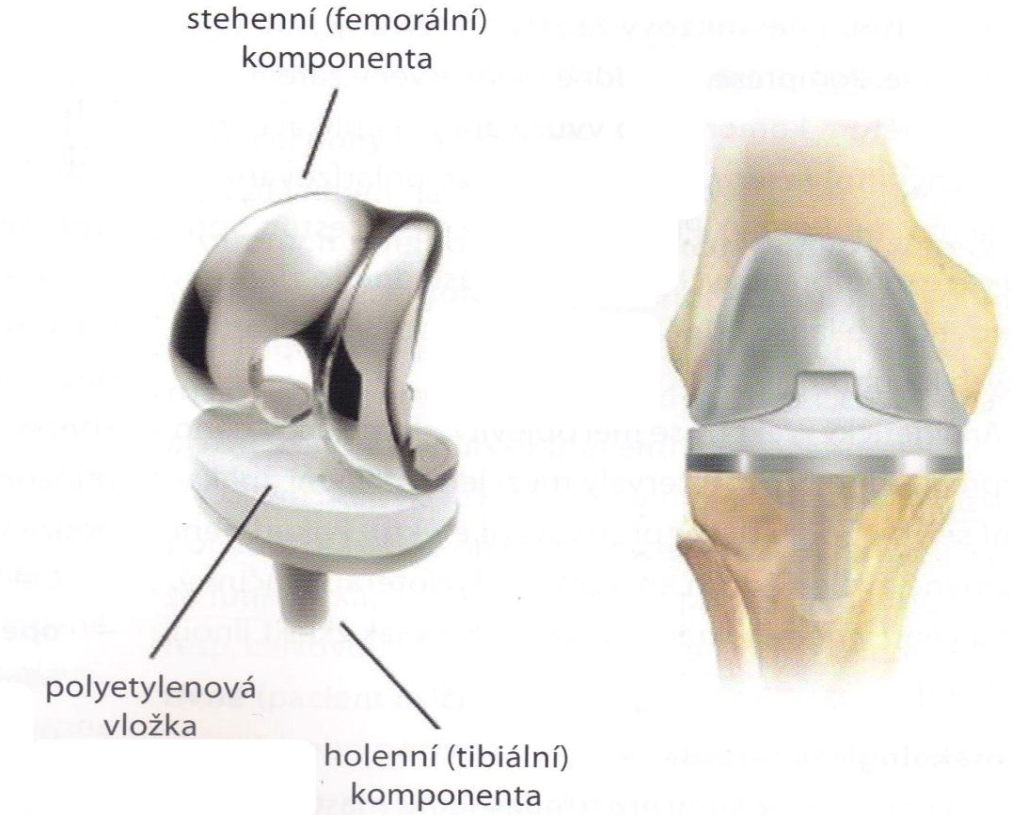 stehenní (femorální)
komponenta
polyetylenová
vložka
holenní (tibiální)
komponenta